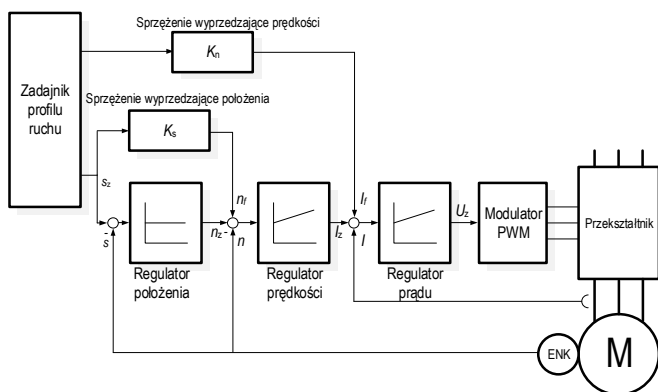 Sprzężenie wyprzedzające prędkości
Kn
Zadajnik
profilu
ruchu
Sprzężenie wyprzedzające położenia
Ks
sz
nf
If
Uz
Modulator
PWM
Przekształtnik
- s
nz -
n
Iz
I
Regulator
położenia
Regulator
prędkości
Regulator
prądu
ENK
M